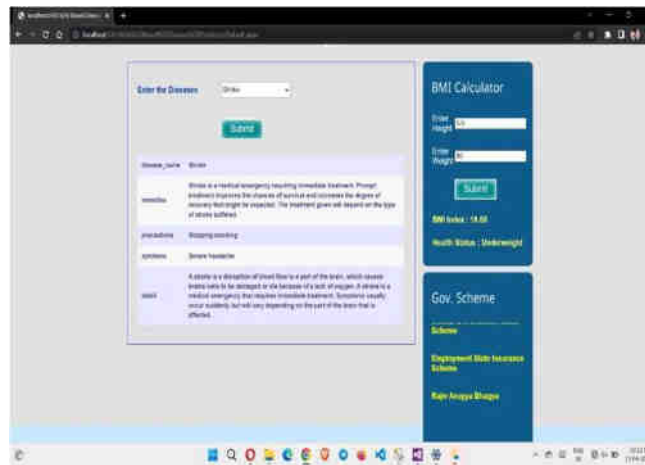 Enter the Diseases
Stroke
Submit
disease_name Stroke
remedies
Stroke is a medical emergency requiring immediate treatment. Prompt
treatment improves the chances of survival and increases the degree of
recovery that might be expected. The treatment given will depend on the type
of stroke suffered.
precautions Stopping smoking
symptoms Severe headache
A stroke is a disruption of blood flow to a part of the brain, which causes
brains cells to be damaged or die because of a lack of oxygen. A stroke is a
medical emergency that requires immediate treatment. Symptoms usually
occur suddenly but will vary depending on the part of the brain that is
affected.
BMI Calculator
Enter
Height
Enter
Weight
Submit
BMI Index :
Health Status : Underweight
Gov. Scheme
Scheme
Employment State Insurance
Scheme
Rajiv Arogya Bhagya